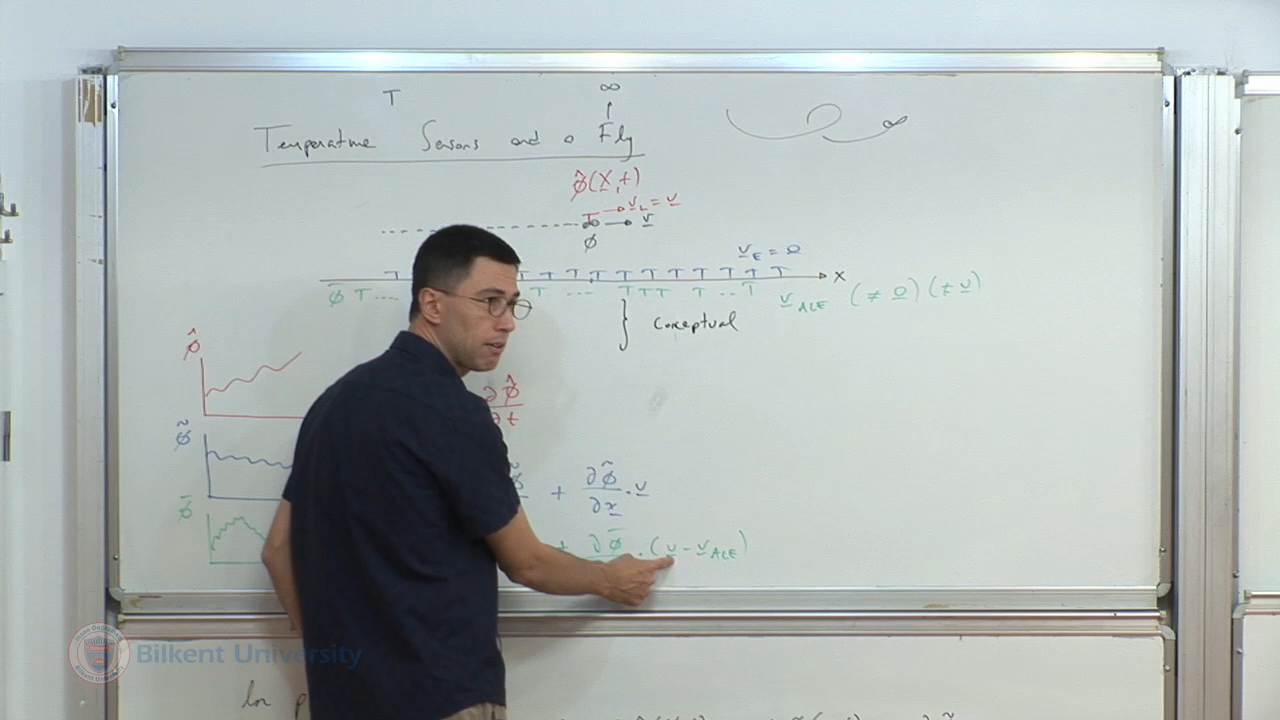 T
∞
↑
Temperature Sensors and a Fly
∞
φ̂(X,t)
T → v_L = v
∞ → v
φ
v_E = 0
T T T T T T T T T T T
x
φ̄ T ... T ... T T T T ... T
v_ALE (≠ 0) (≠ v)
} Conceptual
φ̂
∂φ̂
∂t
φ̃
+ ∂φ̃/∂x · v
φ̄
+ ∂φ̄ · (v - v_ALE)
Bilkent University